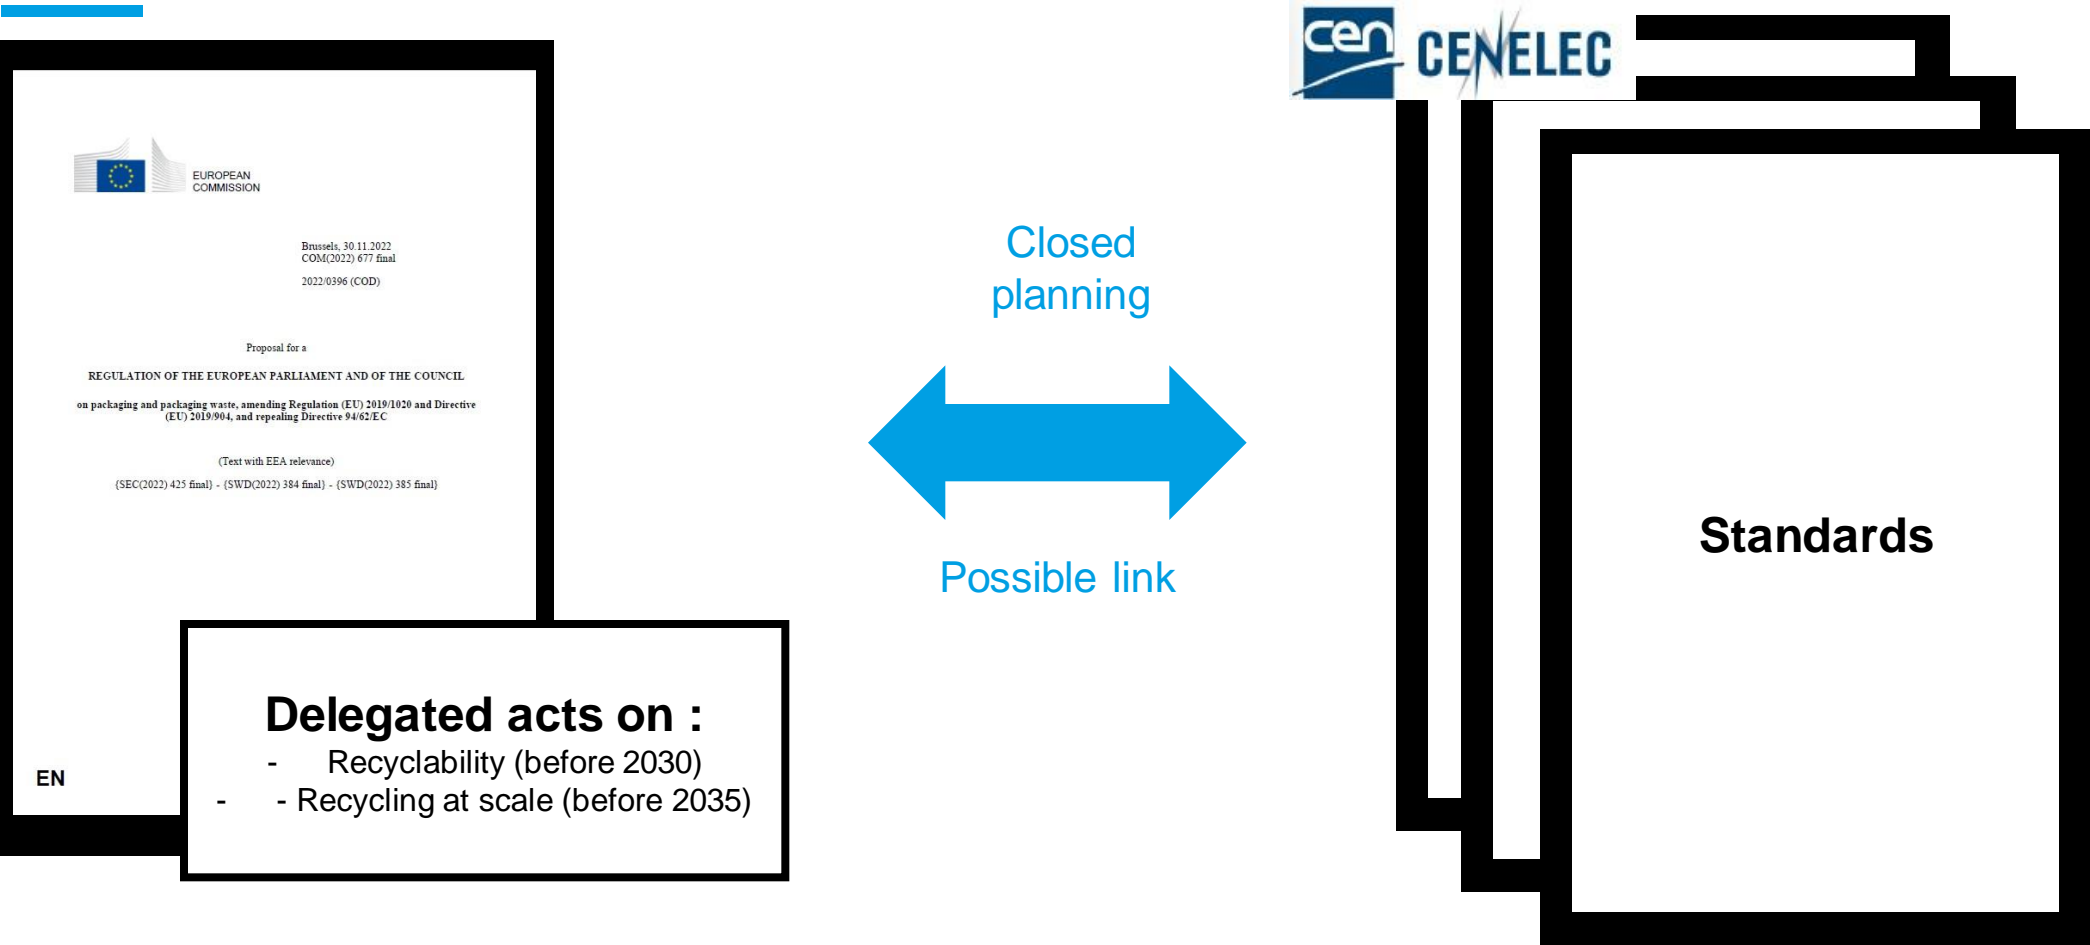 EUROPEAN
COMMISSION
Brussels, 30.11.2022
COM(2022) 677 final
2022/0396 (COD)
Proposal for a
REGULATION OF THE EUROPEAN PARLIAMENT AND OF THE COUNCIL
on packaging and packaging waste, amending Regulation (EU) 2019/1020 and Directive
(EU) 2019/904, and repealing Directive 94/62/EC
(Text with EEA relevance)
{SEC(2022) 425 final} - {SWD(2022) 384 final} - {SWD(2022) 385 final}
EN
Delegated acts on :
- Recyclability (before 2030)
- - Recycling at scale (before 2035)
Closed
planning
Possible link
cen CENELEC
Standards